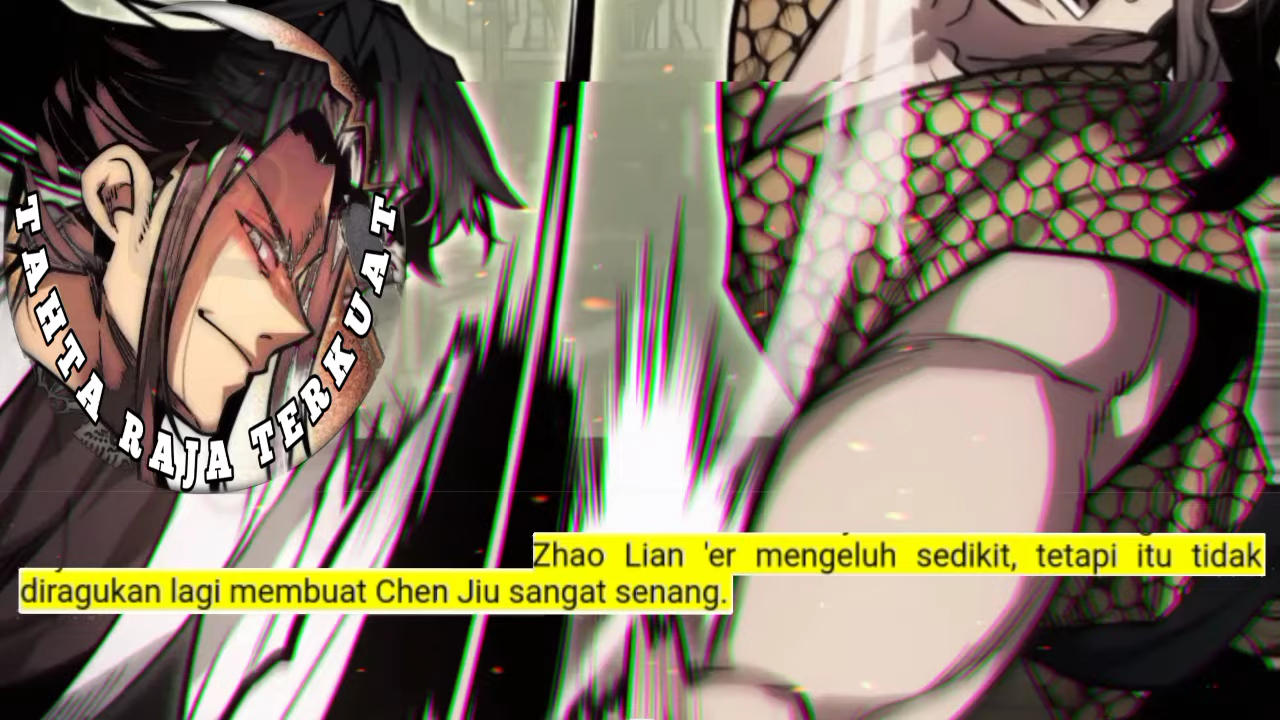 TAHTA RAJA TERKUAT
Zhao Lian 'er mengeluh sedikit, tetapi itu tidak
diragukan lagi membuat Chen Jiu sangat senang.